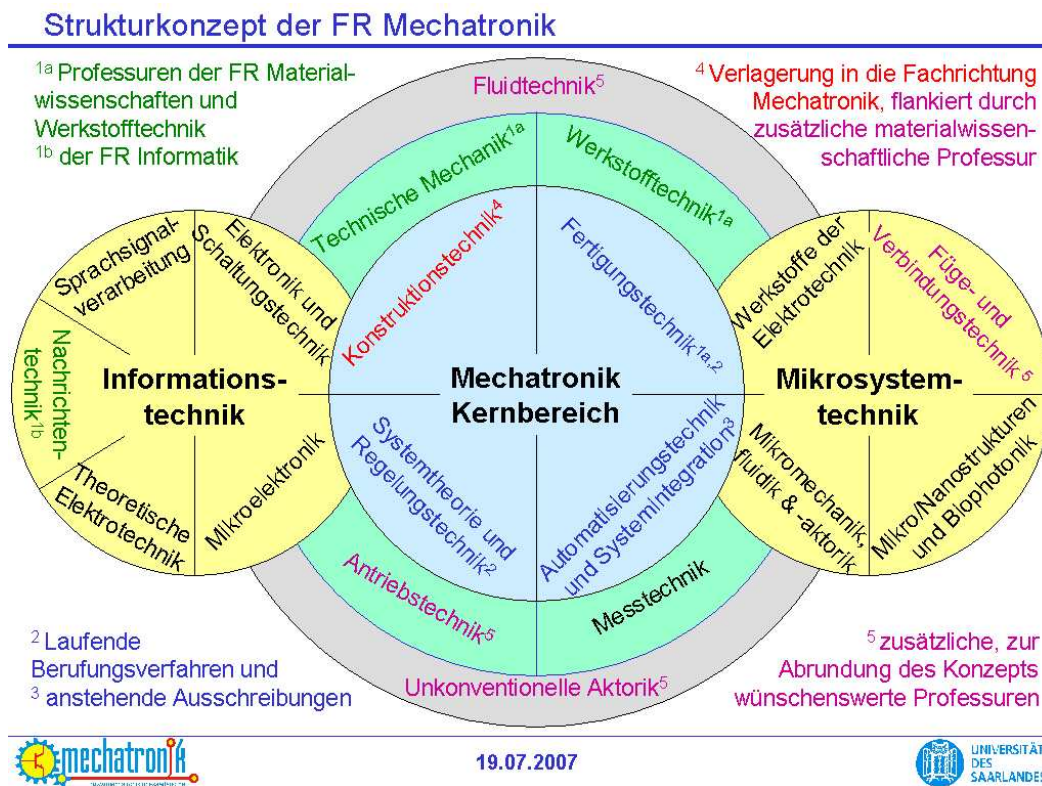 Strukturkonzept der FR Mechatronik
1a Professuren der FR Material-
wissenschaften und
Werkstofftechnik
1b der FR Informatik
4 Verlagerung in die Fachrichtung
Mechatronik, flankiert durch
zusätzliche materialwissen-
schaftliche Professur
Fluidtechnik5
Technische Mechanik1a
Werkstofftechnik1a
Sprachsignal-
verarbeitung
Elektronik und
Schaltungstechnik
Konstruktionstechnik4
Fertigungstechnik1a,2
Werkstoffe der
Elektrotechnik
Füge- und
Verbindungstechnik5
Nachrichten-
technik1b
Informations-
technik
Mechatronik
Kernbereich
Mikrosystem-
technik
Theoretische
Elektrotechnik
Mikroelektronik
Systemtheorie und
Regelungstechnik2
Automatisierungstechnik
und Systemintegration3
Mikromechanik,
fluidik & -aktorik
Mikro/Nanostrukturen
und Biophotonik
Antriebstechnik5
Messtechnik
Unkonventionelle Aktorik5
2 Laufende
Berufungsverfahren und
3 anstehende Ausschreibungen
5 zusätzliche, zur
Abrundung des Konzepts
wünschenswerte Professuren
mechatronik
19.07.2007
UNIVERSITÄT
DES
SAARLANDES